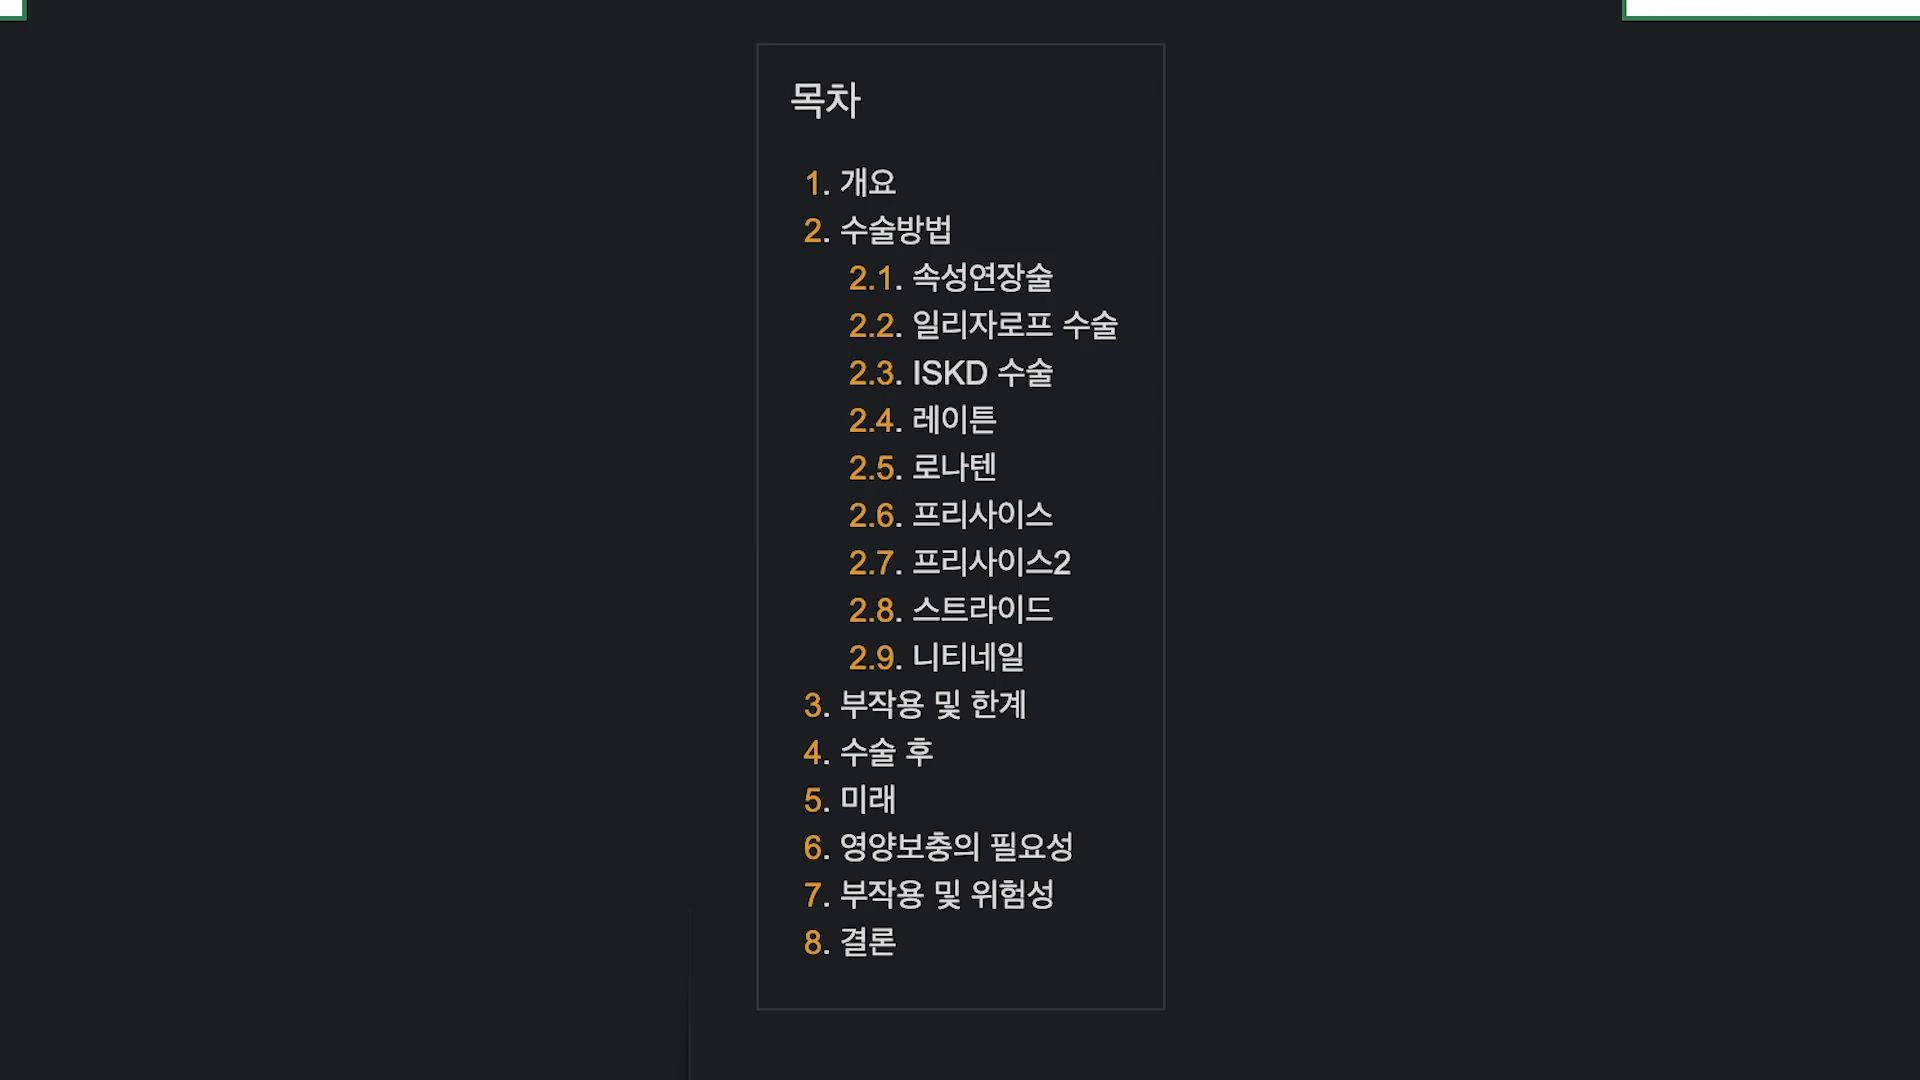 목차
1. 개요
2. 수술방법
2.1. 속성연장술
2.2. 일리자로프 수술
2.3. ISKD 수술
2.4. 레이튼
2.5. 로나텐
2.6. 프리사이스
2.7. 프리사이스2
2.8. 스트라이드
2.9. 니티네일
3. 부작용 및 한계
4. 수술 후
5. 미래
6. 영양보충의 필요성
7. 부작용 및 위험성
8. 결론